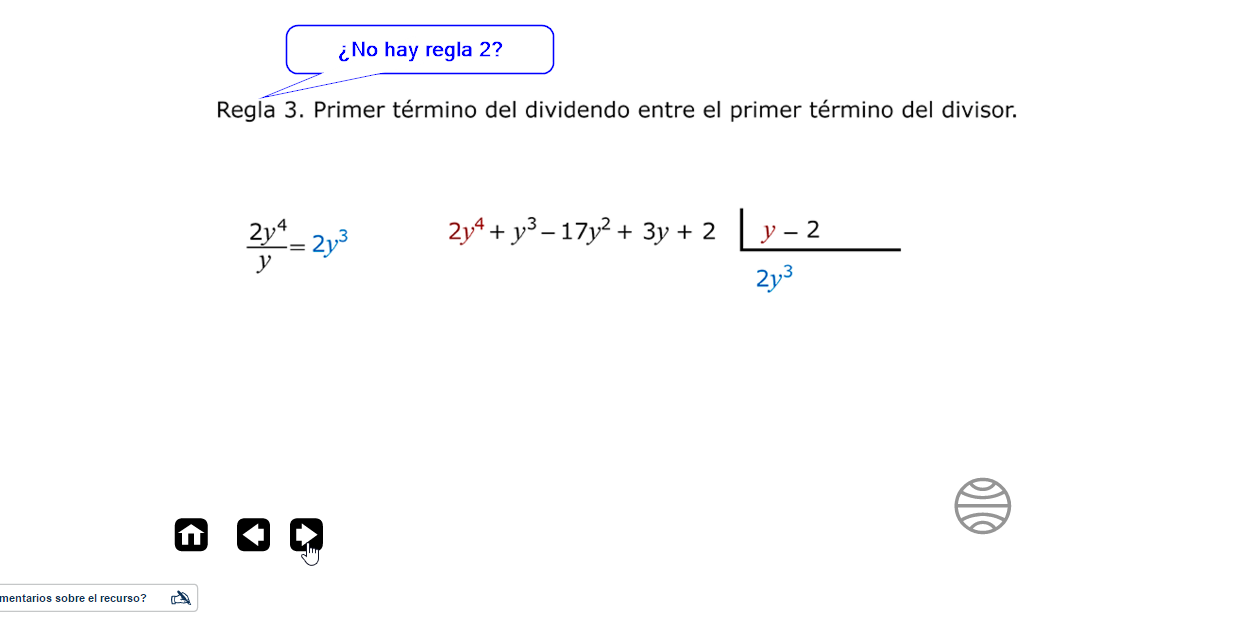 ¿No hay regla 2?
Regla 3. Primer término del dividendo entre el primer término del divisor.
2y⁴/y = 2y³
2y⁴ + y³ – 17y² + 3y + 2 y – 2
2y³
mentarios sobre el recurso?